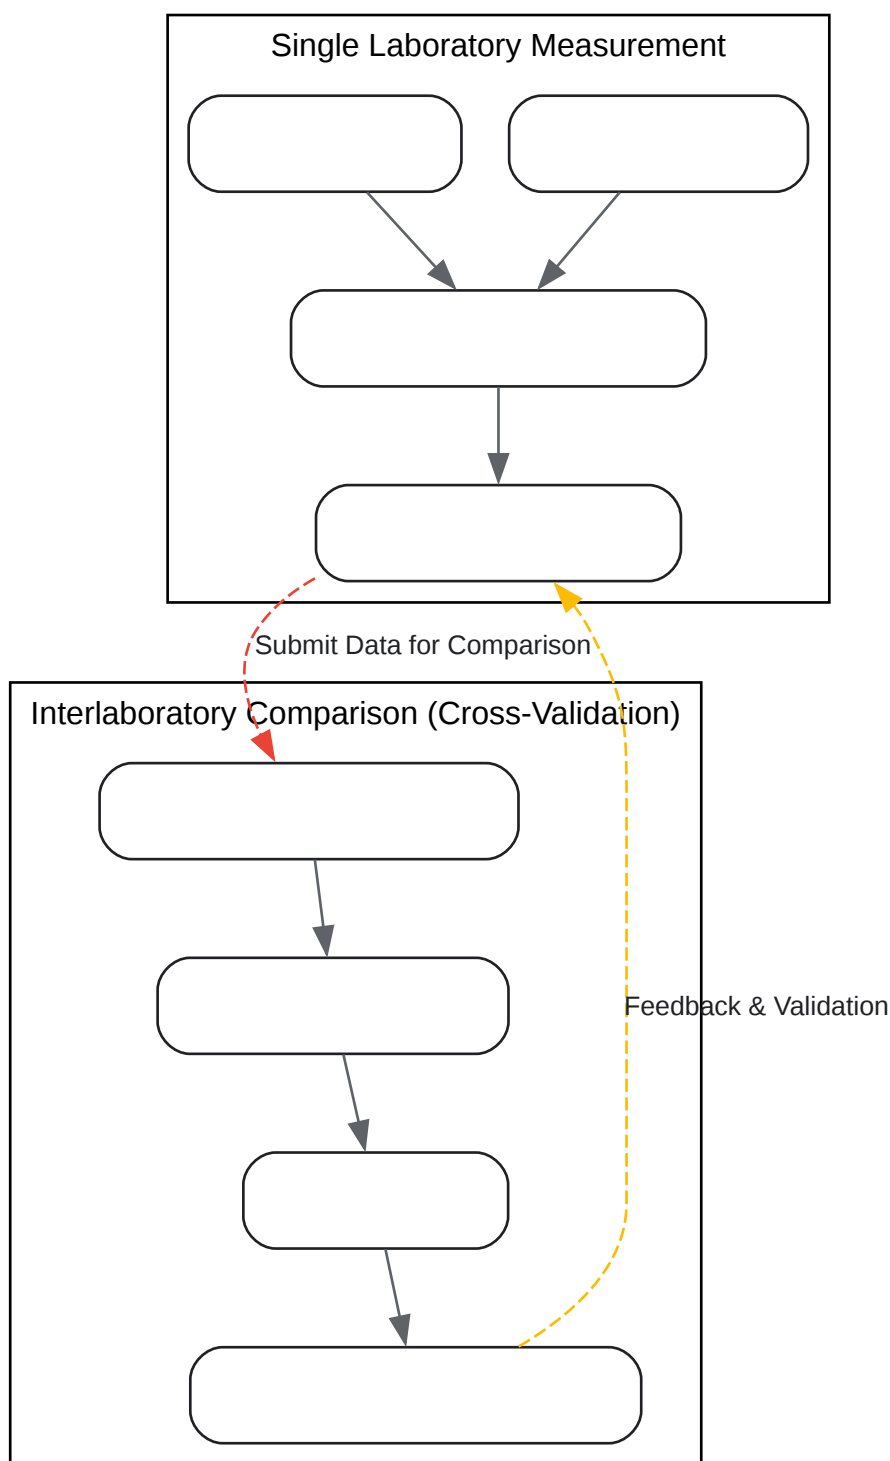 Single Laboratory Measurement
Submit Data for Comparison
Interlaboratory Comparison (Cross-Validation)
Feedback & Validation